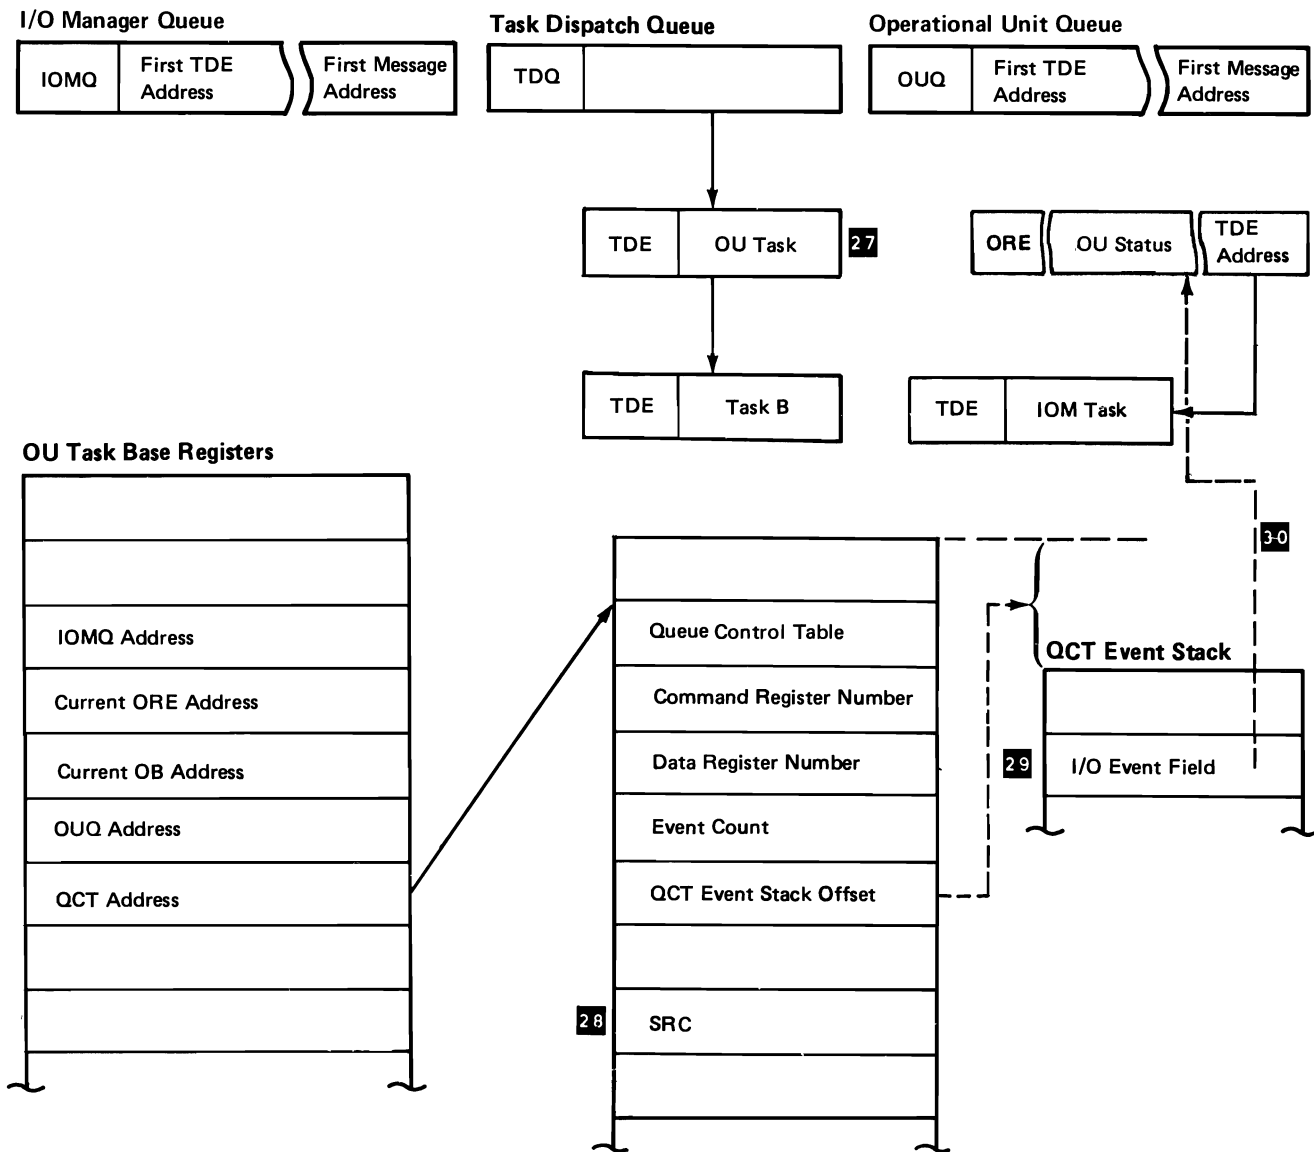 I/O Manager Queue
IOMQ
First TDE
Address
First Message
Address
Task Dispatch Queue
TDQ
Operational Unit Queue
OUQ
First TDE
Address
First Message
Address
TDE
OU Task
27
ORE
OU Status
TDE
Address
TDE
Task B
TDE
IOM Task
OU Task Base Registers
IOMQ Address
Current ORE Address
Current OB Address
OUQ Address
QCT Address
Queue Control Table
Command Register Number
Data Register Number
Event Count
QCT Event Stack Offset
28
SRC
30
QCT Event Stack
29
I/O Event Field